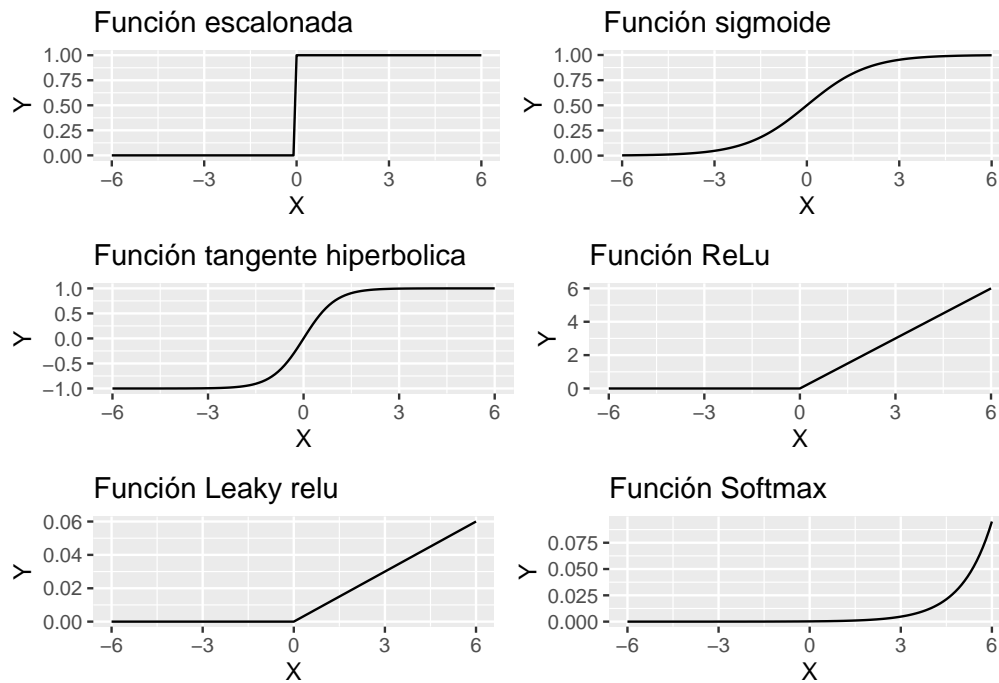 Función escalonada
1.00
0.75
0.50
0.25
0.00
Y
−6 −3 0 3 6
X
Función sigmoide
1.00
0.75
0.50
0.25
0.00
Y
−6 −3 0 3 6
X
Función tangente hiperbolica
1.0
0.5
0.0
−0.5
−1.0
Y
−6 −3 0 3 6
X
Función ReLu
6
4
2
0
Y
−6 −3 0 3 6
X
Función Leaky relu
0.06
0.04
0.02
0.00
Y
−6 −3 0 3 6
X
Función Softmax
0.075
0.050
0.025
0.000
Y
−6 −3 0 3 6
X